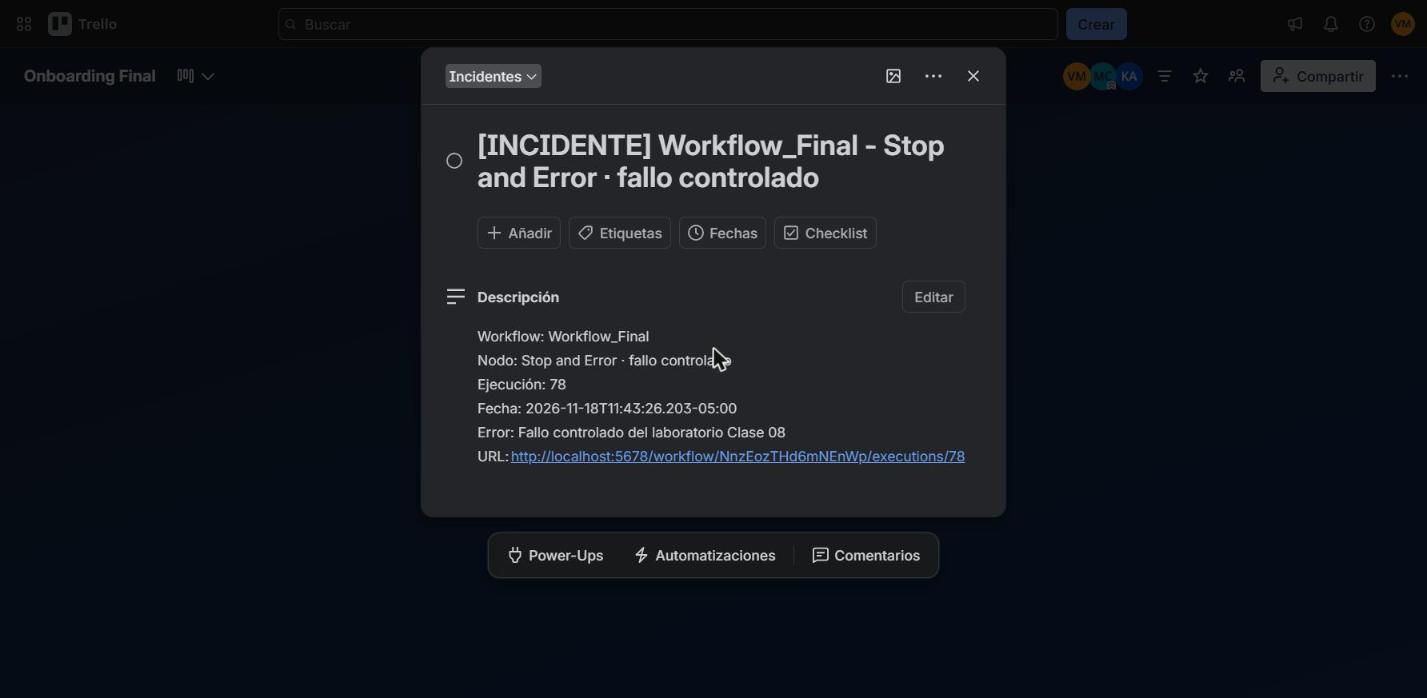 Trello
Buscar
Crear
VM
Onboarding Final
VM
MC
KA
Compartir
Incidentes
[INCIDENTE] Workflow_Final - Stop
and Error · fallo controlado
Añadir
Etiquetas
Fechas
Checklist
Descripción
Editar
Workflow: Workflow_Final
Nodo: Stop and Error · fallo controlado
Ejecución: 78
Fecha: 2026-11-18T11:43:26.203-05:00
Error: Fallo controlado del laboratorio Clase 08
URL: http://localhost:5678/workflow/NnzEozTHd6mNEnWp/executions/78
Power-Ups
Automatizaciones
Comentarios